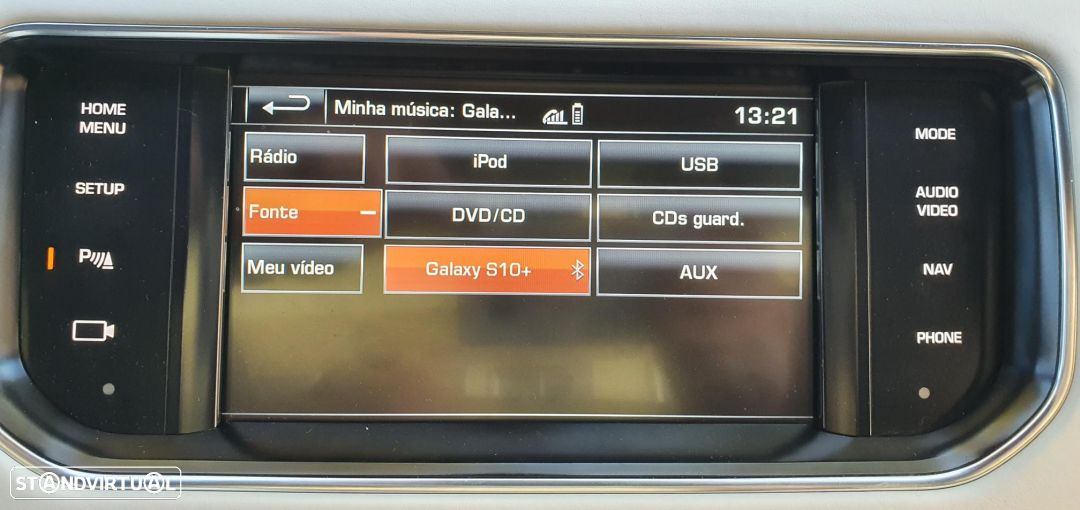 HOME
MENU
SETUP
P
Minha música: Gala...
13:21
Rádio
iPod
USB
Fonte
DVD/CD
CDs guard.
Meu vídeo
Galaxy S10+
AUX
MODE
AUDIO
VIDEO
NAV
PHONE
STANDVIRTUAL